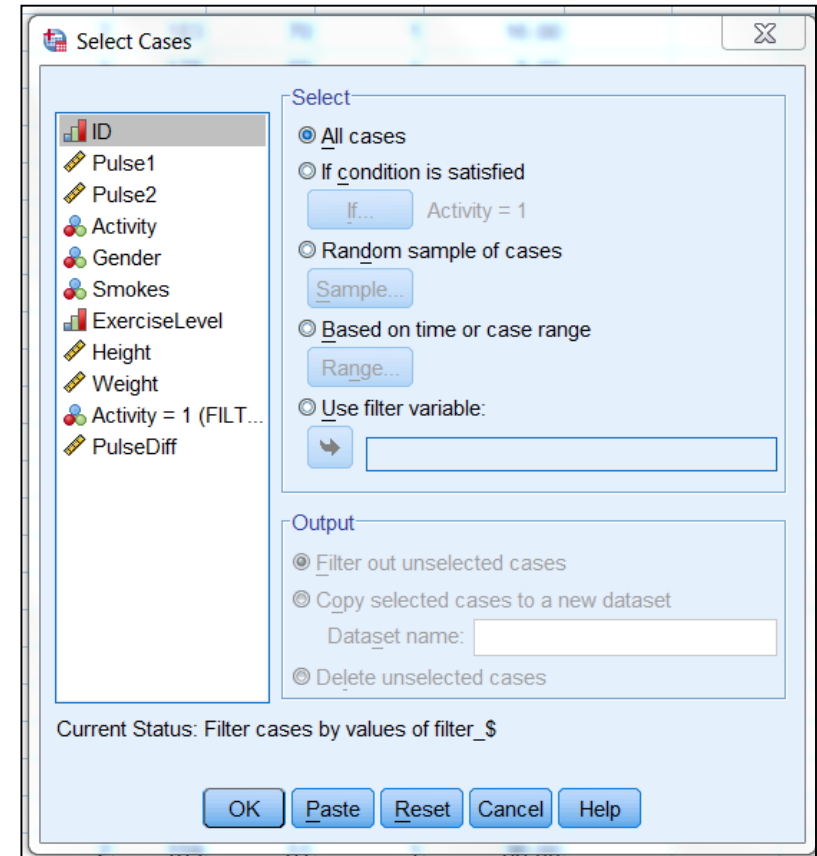 Select Cases
ID
Pulse1
Pulse2
Activity
Gender
Smokes
ExerciseLevel
Height
Weight
Activity = 1 (FILT...
PulseDiff
Select
All cases
If condition is satisfied
If... Activity = 1
Random sample of cases
Sample...
Based on time or case range
Range...
Use filter variable:
Output
Filter out unselected cases
Copy selected cases to a new dataset
Dataset name:
Delete unselected cases
Current Status: Filter cases by values of filter_$
OK Paste Reset Cancel Help